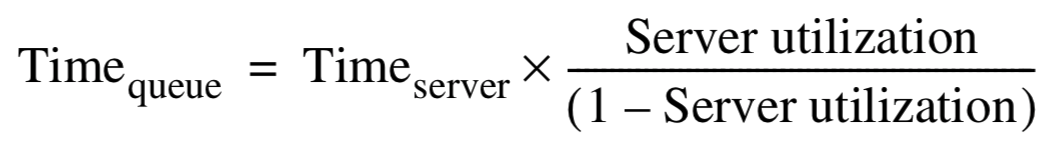 Time_queue = Time_server × Server utilization / (1 – Server utilization)